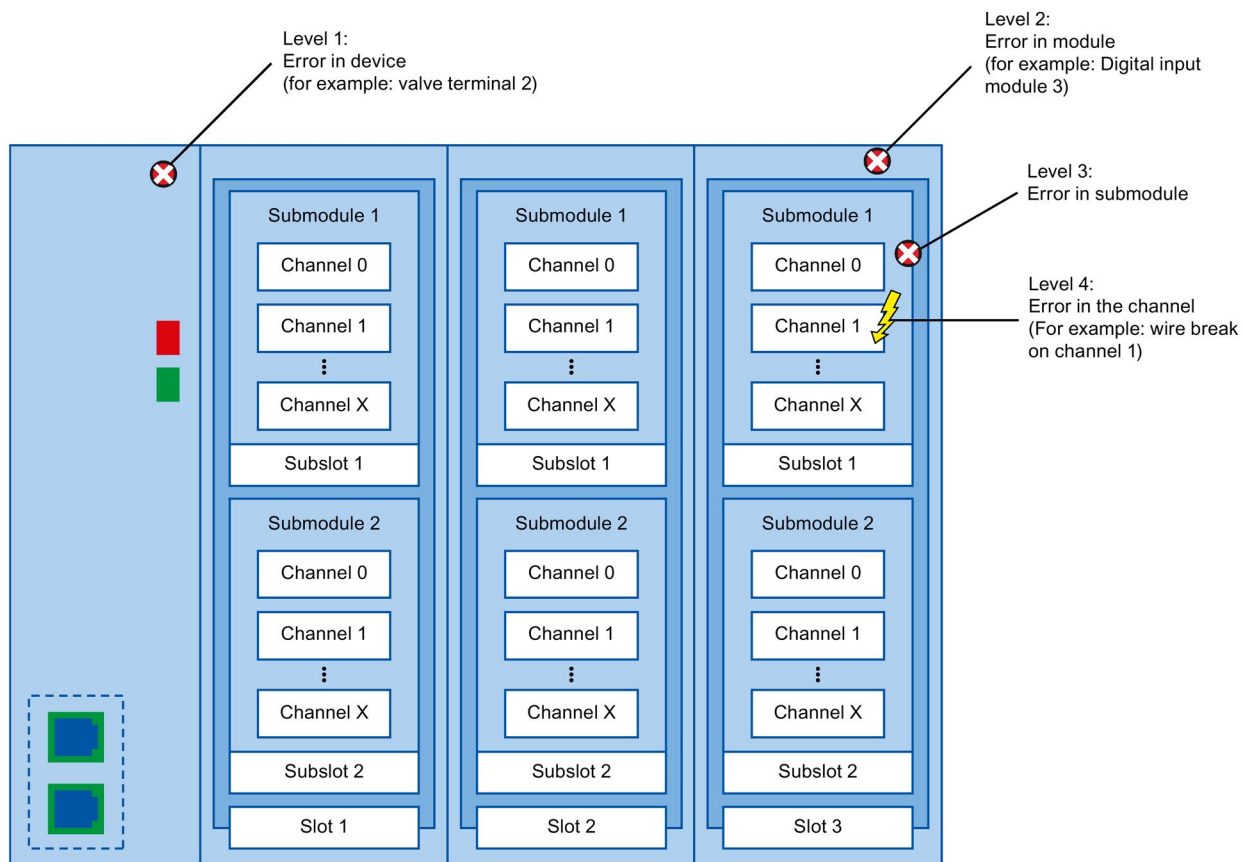 Level 1:
Error in device
(for example: valve terminal 2)
Level 2:
Error in module
(for example: Digital input
module 3)
Level 3:
Error in submodule
Level 4:
Error in the channel
(For example: wire break
on channel 1)
Submodule 1
Channel 0
Channel 1
Channel X
Subslot 1
Submodule 2
Channel 0
Channel 1
Channel X
Subslot 2
Slot 1
Submodule 1
Channel 0
Channel 1
Channel X
Subslot 1
Submodule 2
Channel 0
Channel 1
Channel X
Subslot 2
Slot 2
Submodule 1
Channel 0
Channel 1
Channel X
Subslot 1
Submodule 2
Channel 0
Channel 1
Channel X
Subslot 2
Slot 3